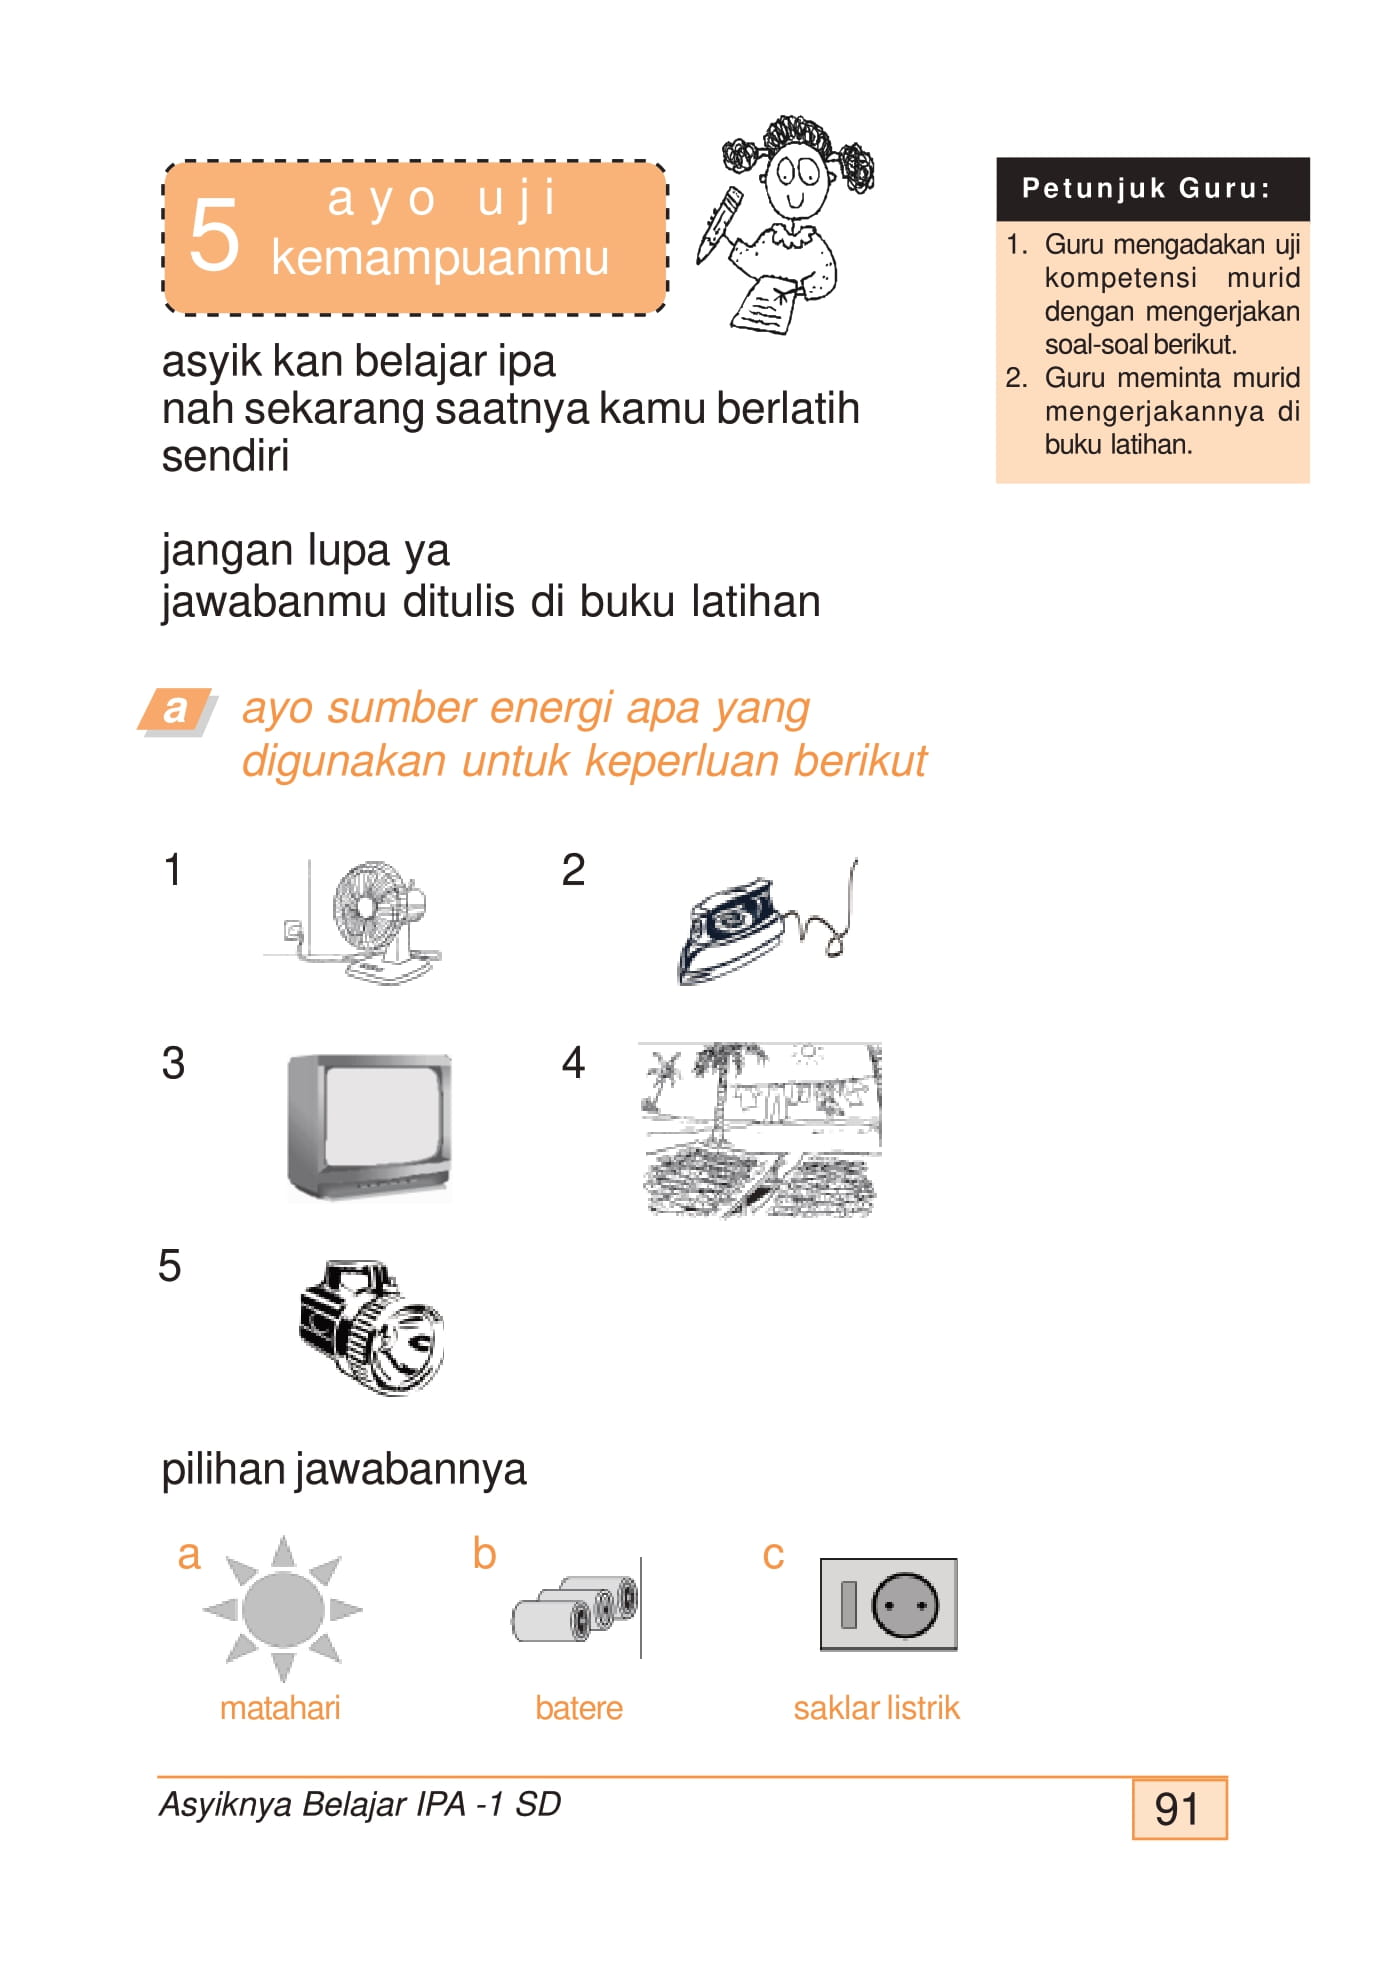 5
ayo uji
kemampuanmu
Petunjuk Guru:
1. Guru mengadakan uji
kompetensi murid
dengan mengerjakan
soal-soal berikut.
2. Guru meminta murid
mengerjakannya di
buku latihan.
asyik kan belajar ipa
nah sekarang saatnya kamu berlatih
sendiri
jangan lupa ya
jawabanmu ditulis di buku latihan
a ayo sumber energi apa yang
digunakan untuk keperluan berikut
1
2
3
4
5
pilihan jawabannya
a
b
c
matahari
batere
saklar listrik
Asyiknya Belajar IPA -1 SD
91